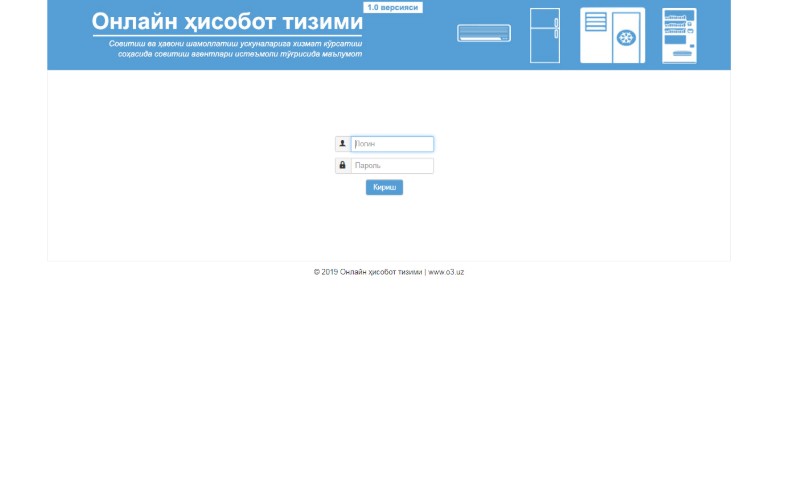 1.0 версияси
Онлайн ҳисобот тизими
Совитиш ва ҳавони шамоллатиш ускуналарига хизмат кўрсатиш
соҳасида совитиш агентлари истеъмоли тўғрисида маълумот
Логин
Пароль
Кириш
© 2019 Онлайн ҳисобот тизими | www.o3.uz